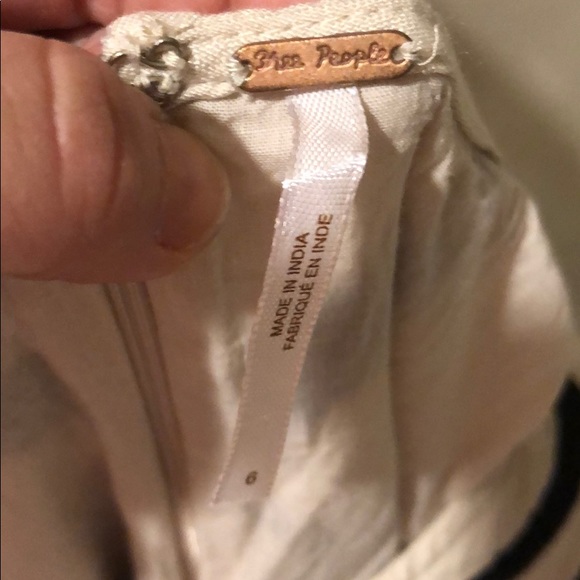 Free People
MADE IN INDIA
FABRIQUÉ EN INDE
6